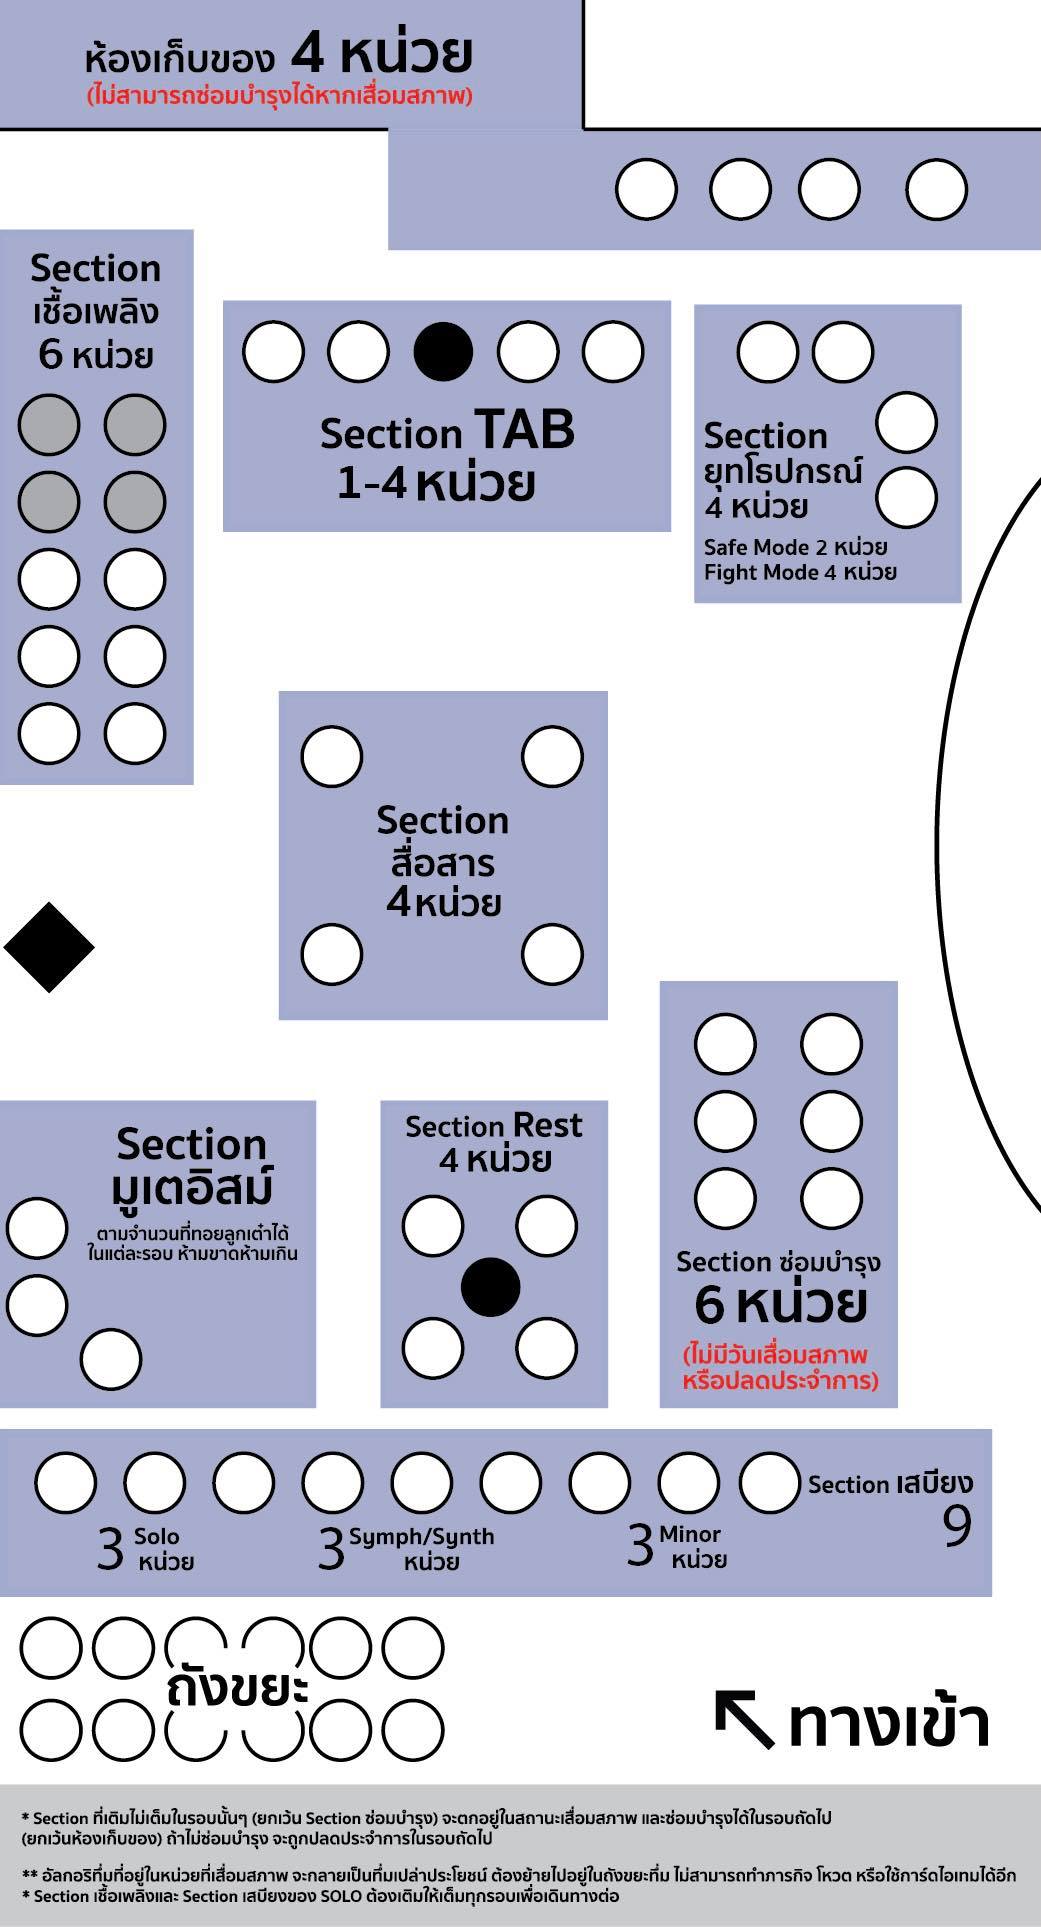 ห้องเก็บของ 4 หน่วย
(ไม่สามารถซ่อมบำรุงได้หากเสื่อมสภาพ)
Section
เชื้อเพลิง
6 หน่วย
Section TAB
1-4 หน่วย
Section
ยุทโธปกรณ์
4 หน่วย
Safe Mode 2 หน่วย
Fight Mode 4 หน่วย
Section
สื่อสาร
4 หน่วย
Section
มูเตอิสม์
ตามจำนวนที่ทอยลูกเต๋าได้
ในแต่ละรอบ ห้ามขาดห้ามเกิน
Section Rest
4 หน่วย
Section ซ่อมบำรุง
6 หน่วย
(ไม่มีวันเสื่อมสภาพ
หรือปลดประจำการ)
Section เสบียง
9
3 Solo
หน่วย
3 Symph/Synth
หน่วย
3 Minor
หน่วย
ถังขยะ
ทางเข้า
* Section ที่เติมไม่เต็มในรอบนั้นๆ (ยกเว้น Section ซ่อมบำรุง) จะตกอยู่ในสถานะเสื่อมสภาพ และซ่อมบำรุงได้ในรอบถัดไป
(ยกเว้นห้องเก็บของ) ถ้าไม่ซ่อมบำรุง จะถูกปลดประจำการในรอบถัดไป
** อัลกอริทึ่มที่อยู่ในหน่วยที่เสื่อมสภาพ จะกลายเป็นทึ่มเปล่าประโยชน์ ต้องย้ายไปอยู่ในถังขยะทึ่ม ไม่สามารถทำภารกิจ โหวต หรือใช้การ์ดไอเทมได้อีก
* Section เชื้อเพลิงและ Section เสบียงของ SOLO ต้องเติมให้เต็มทุกรอบเพื่อเดินทางต่อ